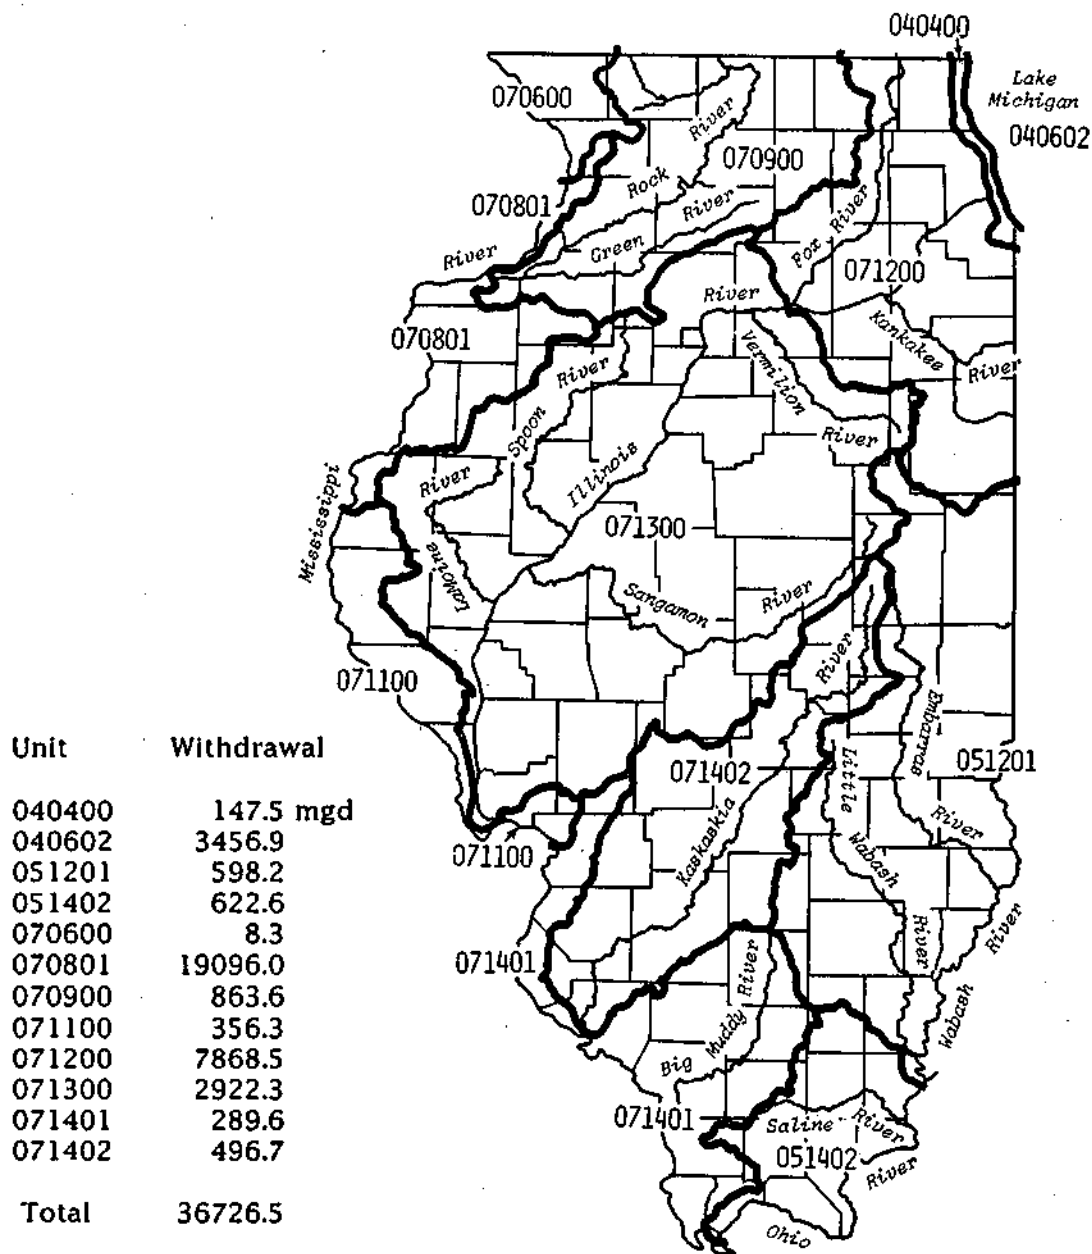 040400
Lake
Michigan
040602
070600
River
070900
Rock
070801
River
Green
River
Fox River
071200
River
070801
Kankakee
River
Vermilion
River
River
Spoon
River
Illinois
Mississippi
071300
LaMoine
Sangamon
River
River
071100
Embarras
051201
071402
Little
Kaskaskia
Wabash
River
071100
River
River
071401
River
Wabash
Big Muddy
071401
Saline River
051402
River
Ohio
Unit Withdrawal
040400 147.5 mgd
040602 3456.9
051201 598.2
051402 622.6
070600 8.3
070801 19096.0
070900 863.6
071100 356.3
071200 7868.5
071300 2922.3
071401 289.6
071402 496.7
Total 36726.5